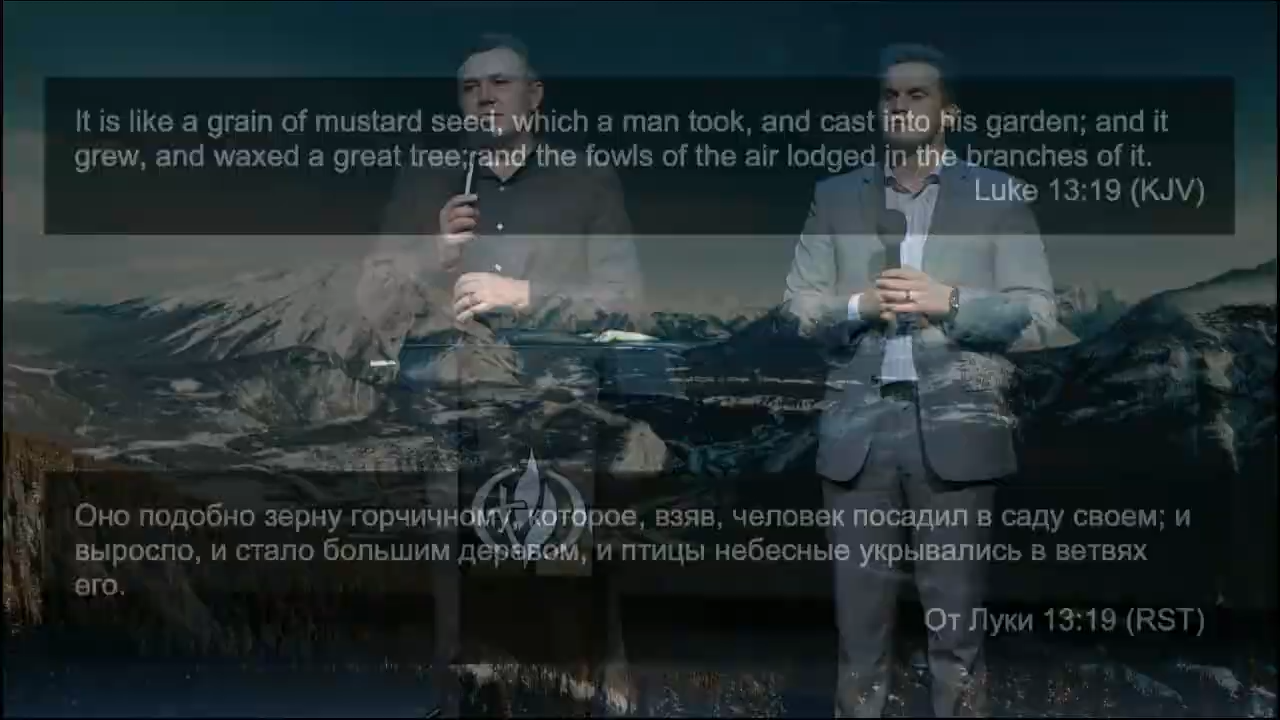 It is like a grain of mustard seed, which a man took, and cast into his garden; and it
grew, and waxed a great tree; and the fowls of the air lodged in the branches of it.
Luke 13:19 (KJV)
Оно подобно зерну горчичному, которое, взяв, человек посадил в саду своем; и
выросло, и стало большим деревом, и птицы небесные укрывались в ветвях
его.
От Луки 13:19 (RST)